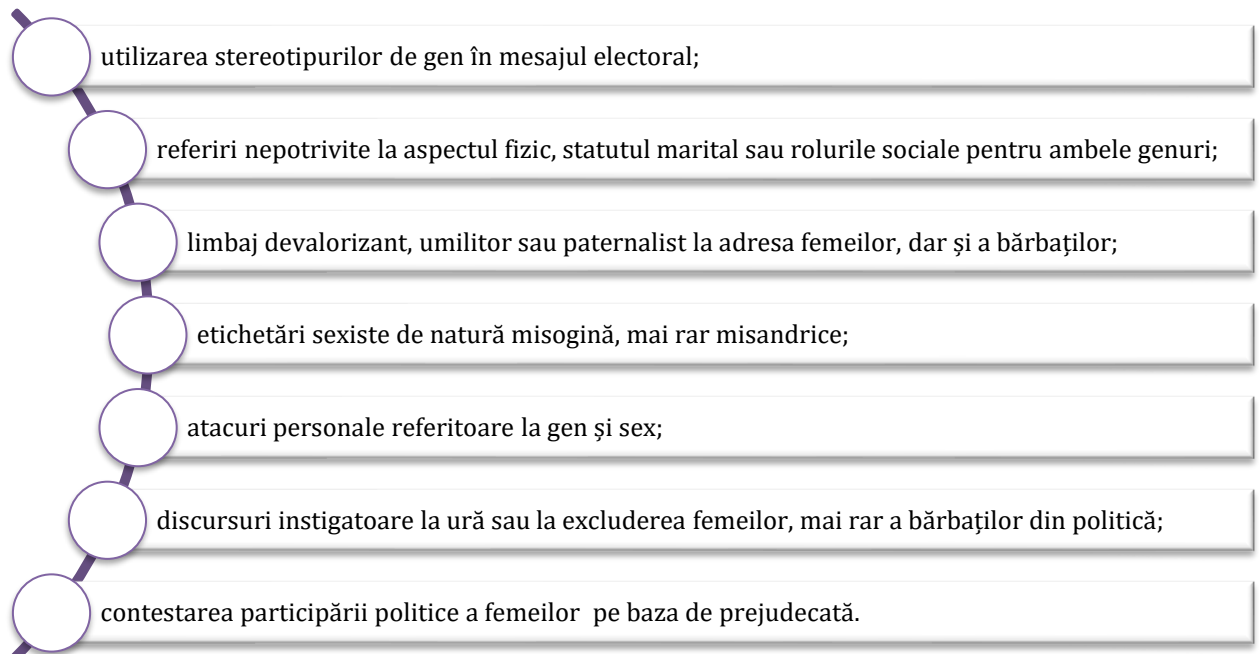 utilizarea stereotipurilor de gen în mesajul electoral;
referiri nepotrivite la aspectul fizic, statutul marital sau rolurile sociale pentru ambele genuri;
limbaj devalorizant, umilitor sau paternalist la adresa femeilor, dar și a bărbaților;
etichetări sexiste de natură misogină, mai rar misandrice;
atacuri personale referitoare la gen și sex;
discursuri instigatoare la ură sau la excluderea femeilor, mai rar a bărbaților din politică;
contestarea participării politice a femeilor  pe baza de prejudecată.